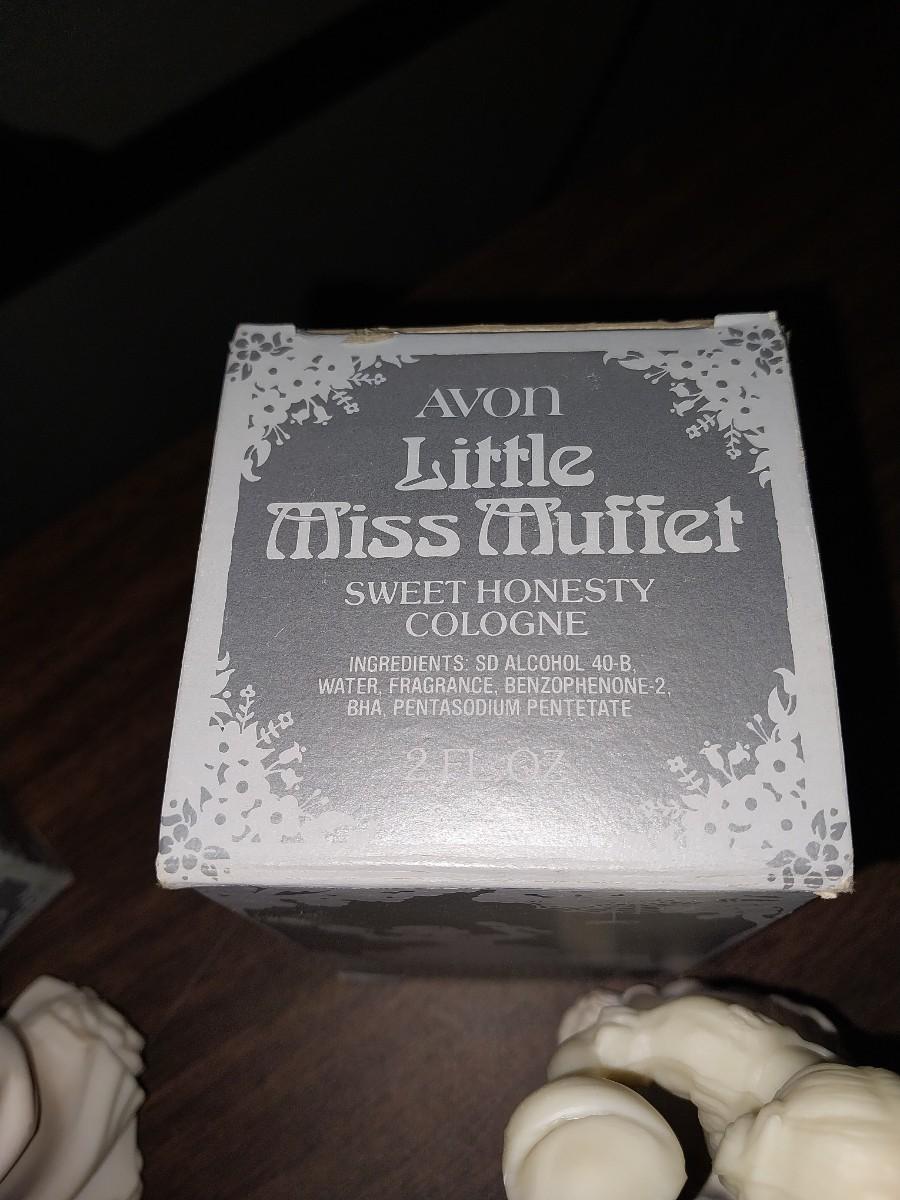 AVON
Little
Miss Muffet
SWEET HONESTY
COLOGNE
INGREDIENTS: SD ALCOHOL 40-B,
WATER, FRAGRANCE, BENZOPHENONE-2,
BHA, PENTASODIUM PENTETATE
2 FL. OZ